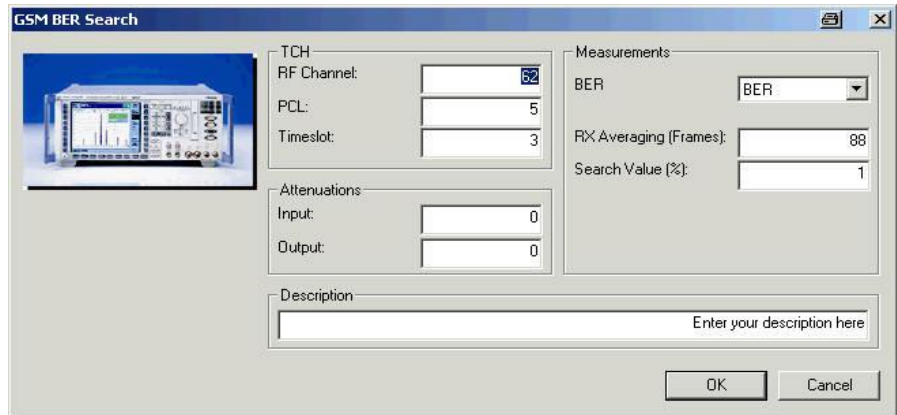 GSM BER Search
TCH
RF Channel: 62
PCL: 5
Timeslot: 3
Attenuations
Input: 0
Output: 0
Measurements
BER BER
RX Averaging (Frames): 88
Search Value (%): 1
Description
Enter your description here
OK Cancel